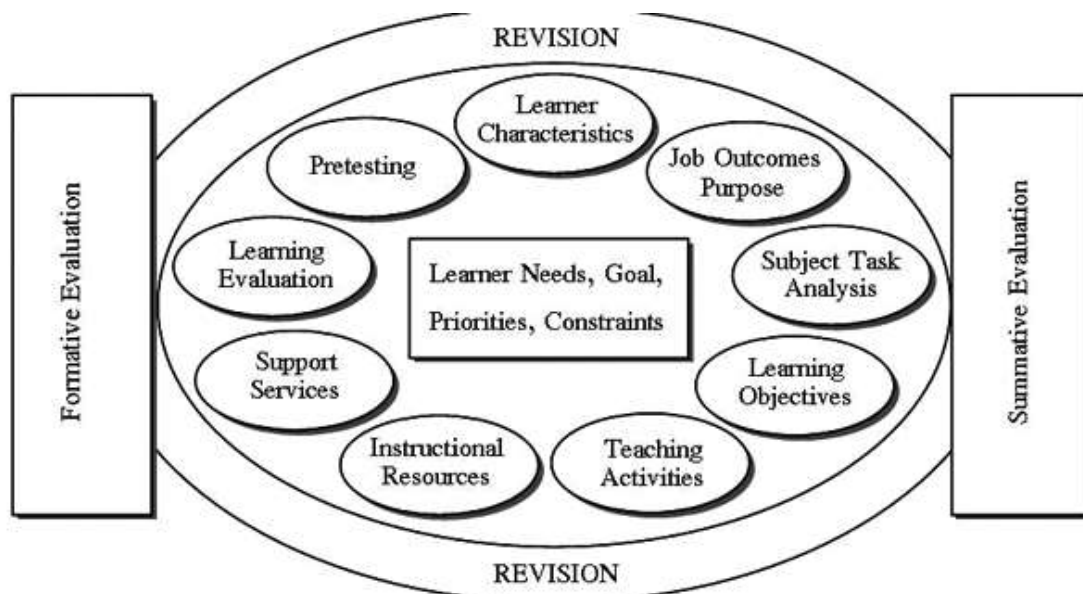 REVISION
Learner
Characteristics
Job Outcomes
Purpose
Pretesting
Learning
Evaluation
Subject Task
Analysis
Learner Needs, Goal,
Priorities, Constraints
Support
Services
Learning
Objectives
Instructional
Resources
Teaching
Activities
REVISION
Formative Evaluation
Summative Evaluation